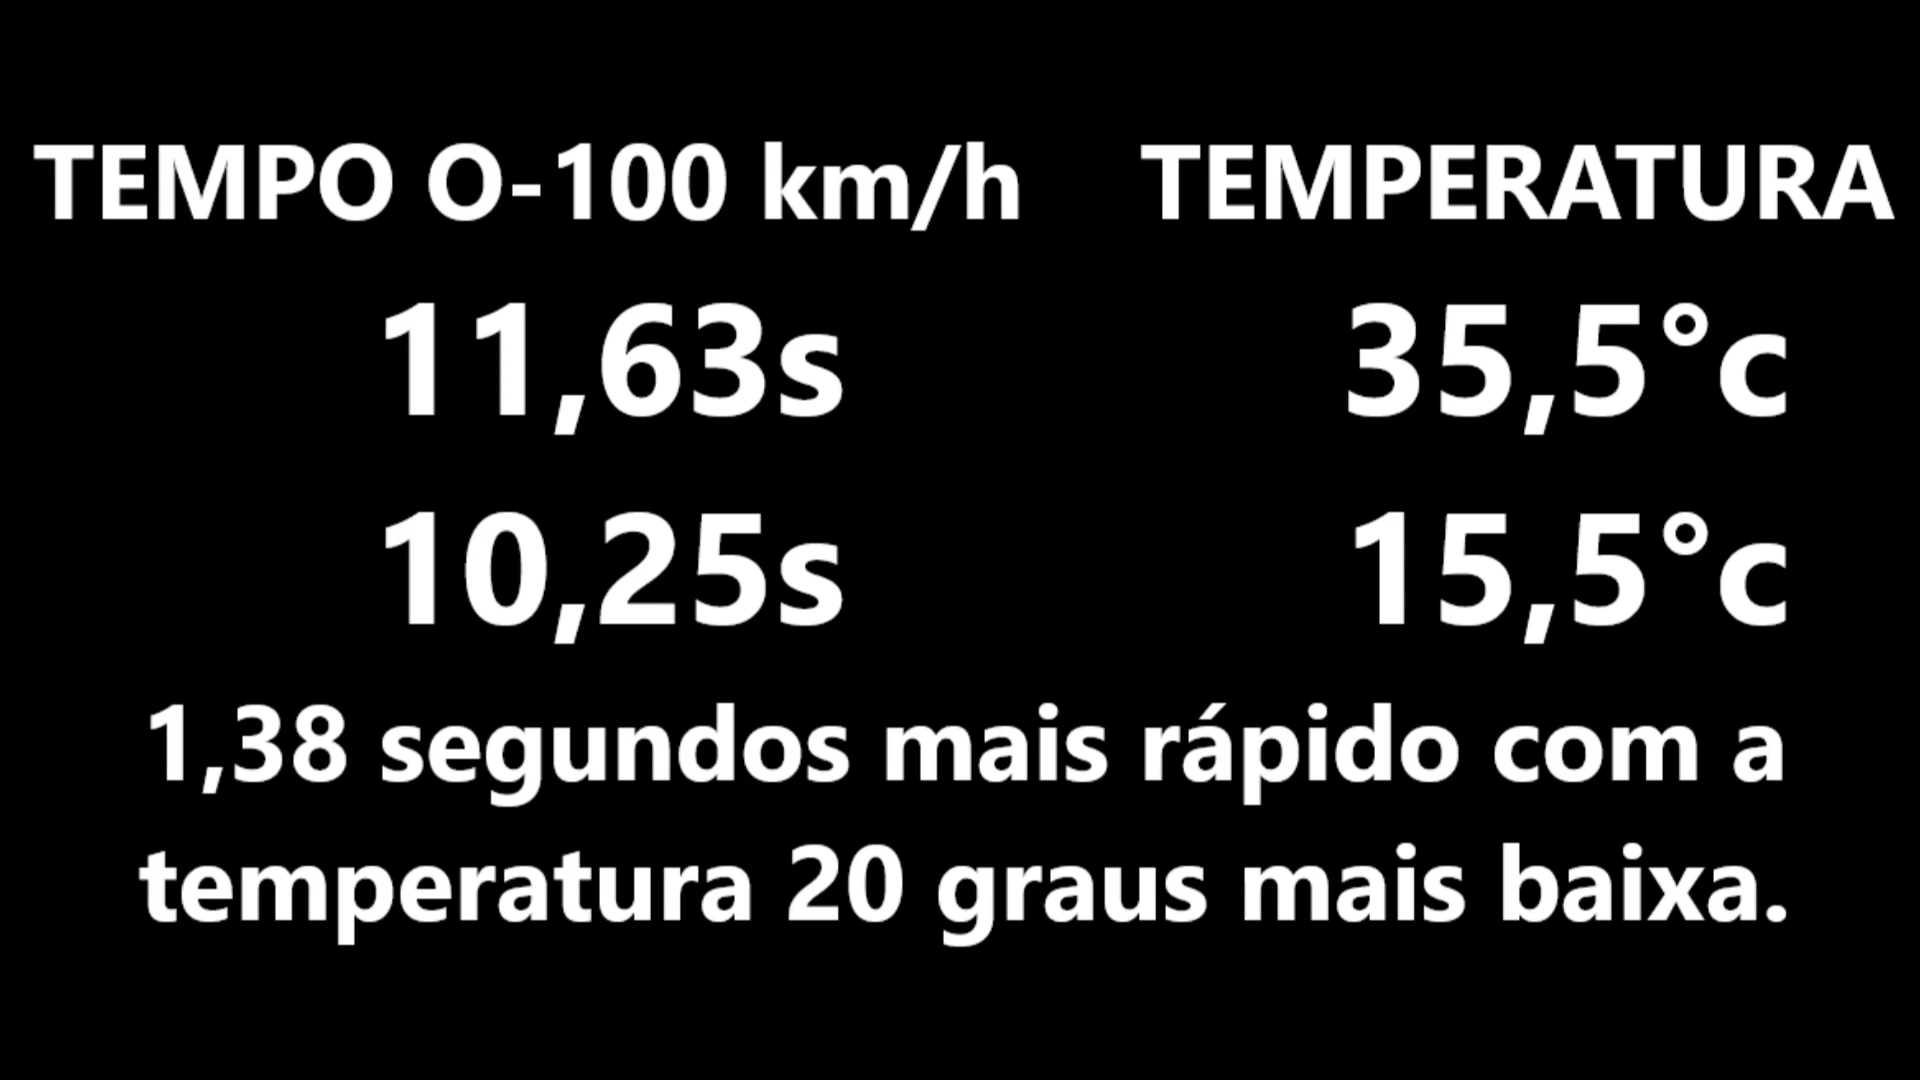 TEMPO O-100 km/h TEMPERATURA
11,63s 35,5°c
10,25s 15,5°c
1,38 segundos mais rápido com a
temperatura 20 graus mais baixa.